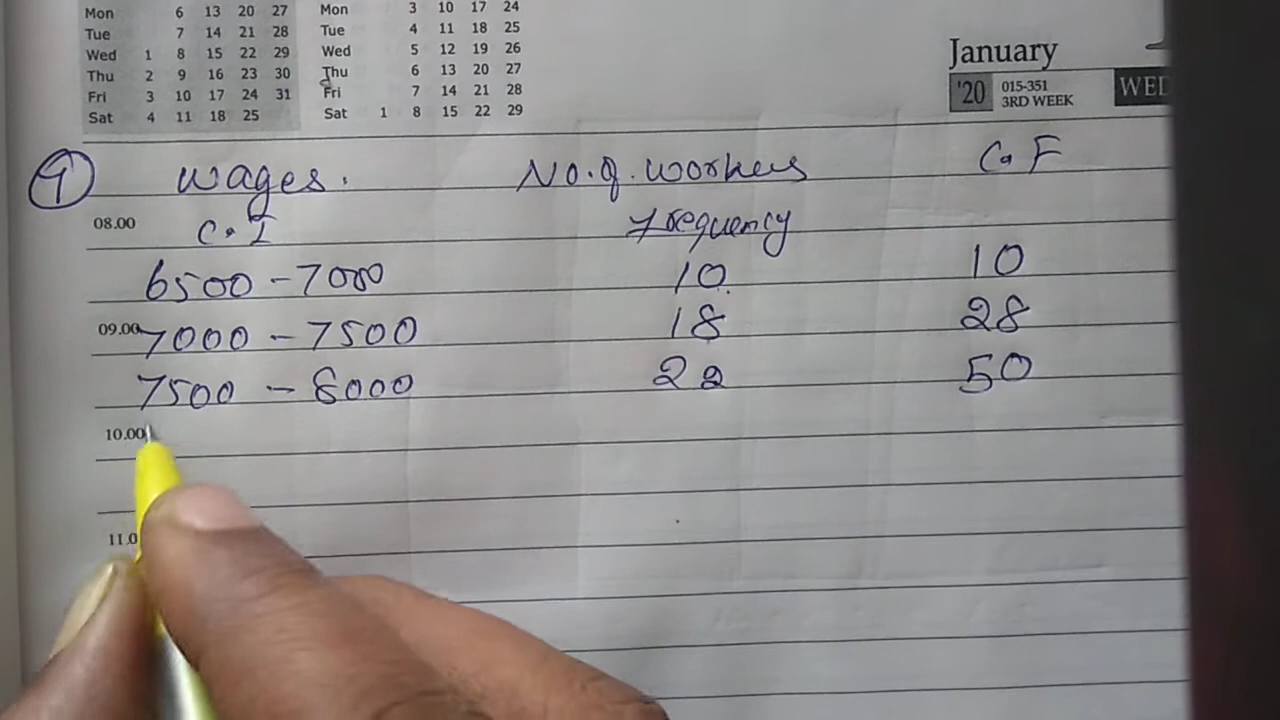 Mon 6 13 20 27 Mon 3 10 17 24
Tue 7 14 21 28 Tue 4 11 18 25
Wed 1 8 15 22 29 Wed 5 12 19 26
Thu 2 9 16 23 30 Thu 6 13 20 27
Fri 3 10 17 24 31 Fri 7 14 21 28
Sat 4 11 18 25 Sat 1 8 15 22 29
January
'20 015-351 WED
3RD WEEK
9 Wages. No. of. workers C.F
08.00 C.I Frequency
6500-7000 10 10
09.00 7000-7500 18 28
7500-8000 22 50
10.00
11.0